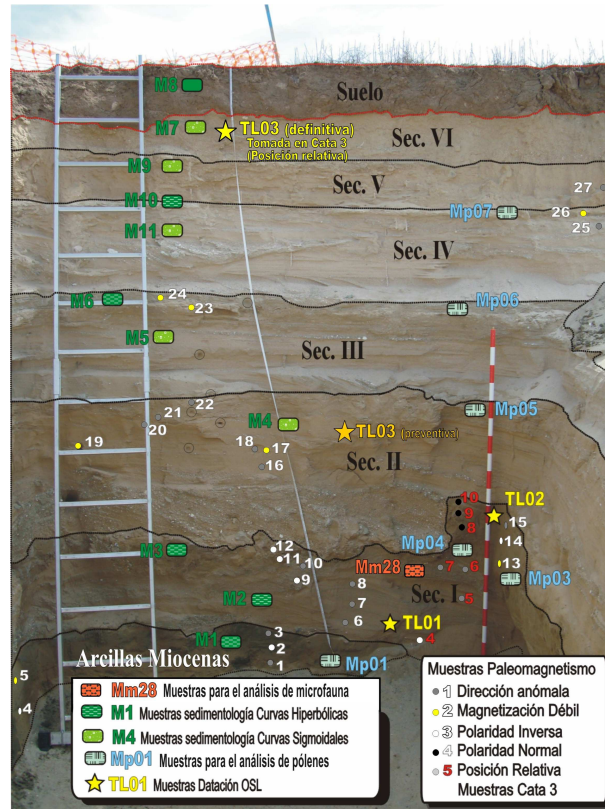 M8
Suelo
M7
TL03 (definitiva)
Tomada en Cata 3
(Posición relativa)
Sec. VI
M9
Sec. V
27
M10
Mp07
26
25
M11
Sec. IV
24
M6
23
Mp06
M5
Sec. III
22
21
20
M4
Mp05
19
18
17
TL03 (preventiva)
16
Sec. II
10
9
TL02
8
15
14
12
M3
11
10
Mp04
13
9
Mm28
7
6
Mp03
8
M2
7
Sec. I
5
6
TL01
3
M1
2
4
Arcillas Miocenas
1
Mp01
5
4
Mm28 Muestras para el análisis de microfauna
M1 Muestras sedimentología Curvas Hiperbólicas
M4 Muestras sedimentología Curvas Sigmoidales
Mp01 Muestras para el análisis de pólenes
TL01 Muestras Datación OSL
Muestras Paleomagnetismo
1 Dirección anómala
2 Magnetización Débil
3 Polaridad Inversa
4 Polaridad Normal
5 Posición Relativa
Muestras Cata 3